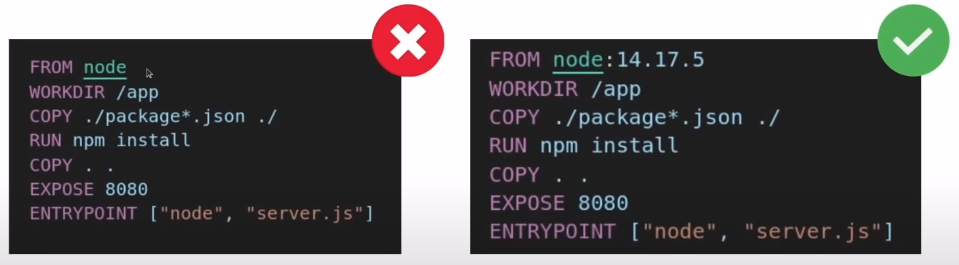 FROM node
WORKDIR /app
COPY ./package*.json ./
RUN npm install
COPY . .
EXPOSE 8080
ENTRYPOINT ["node", "server.js"]
FROM node:14.17.5
WORKDIR /app
COPY ./package*.json ./
RUN npm install
COPY . .
EXPOSE 8080
ENTRYPOINT ["node", "server.js"]